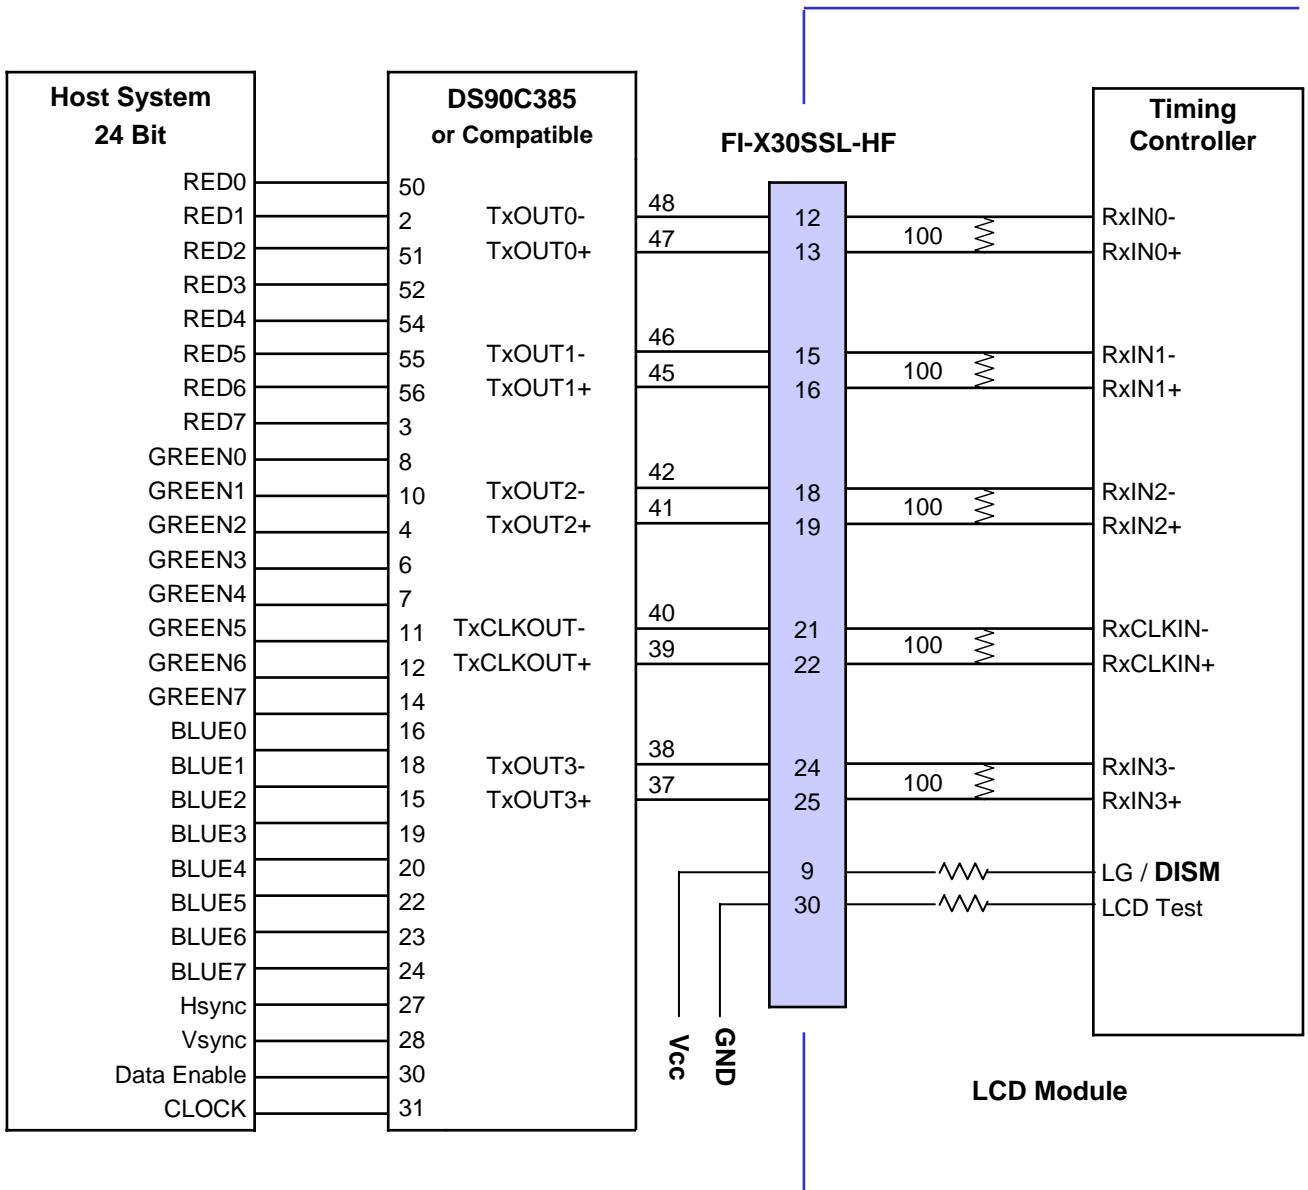 Host System
24 Bit
RED0
RED1
RED2
RED3
RED4
RED5
RED6
RED7
GREEN0
GREEN1
GREEN2
GREEN3
GREEN4
GREEN5
GREEN6
GREEN7
BLUE0
BLUE1
BLUE2
BLUE3
BLUE4
BLUE5
BLUE6
BLUE7
Hsync
Vsync
Data Enable
CLOCK
DS90C385
or Compatible
50
2
51
52
54
55
56
3
8
10
4
6
7
11
12
14
16
18
15
19
20
22
23
24
27
28
30
31
TxOUT0-
TxOUT0+
TxOUT1-
TxOUT1+
TxOUT2-
TxOUT2+
TxCLKOUT-
TxCLKOUT+
TxOUT3-
TxOUT3+
48
47
46
45
42
41
40
39
38
37
Vcc
GND
FI-X30SSL-HF
12
13
15
16
18
19
21
22
24
25
9
30
100
100
100
100
100
Timing
Controller
RxIN0-
RxIN0+
RxIN1-
RxIN1+
RxIN2-
RxIN2+
RxCLKIN-
RxCLKIN+
RxIN3-
RxIN3+
LG / DISM
LCD Test
LCD Module